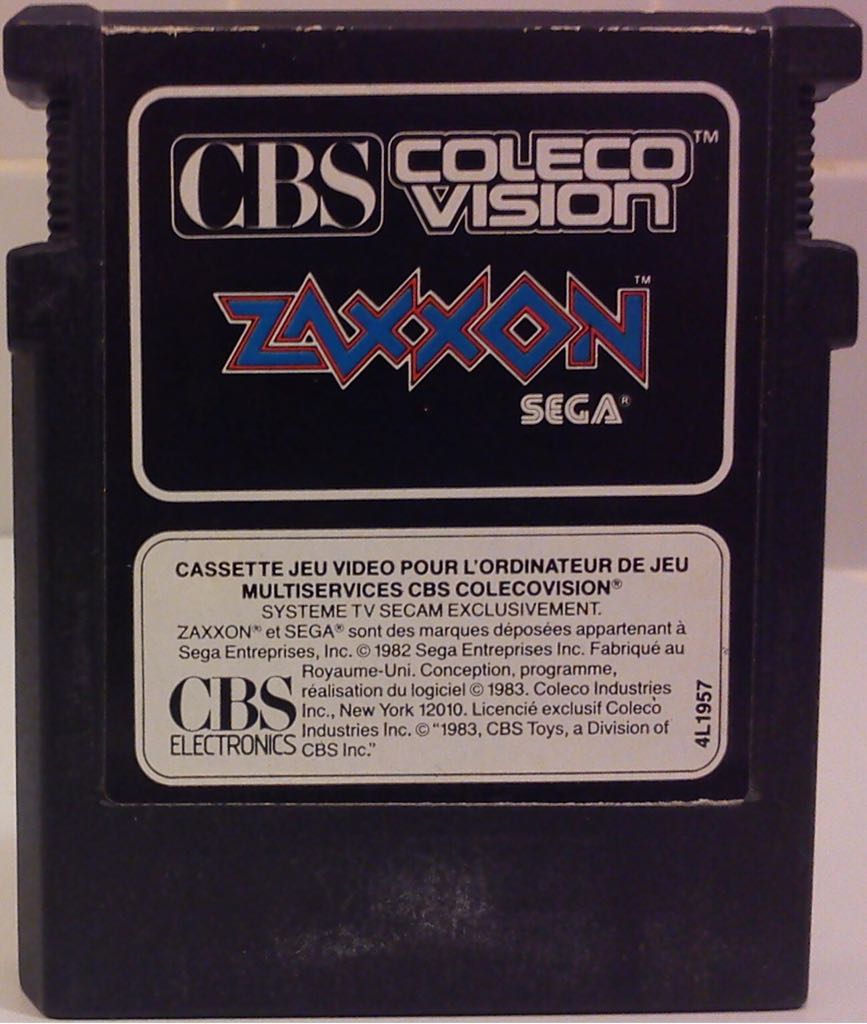 CBS COLECO VISION™
ZAXXON™
SEGA®
CASSETTE JEU VIDEO POUR L'ORDINATEUR DE JEU
MULTISERVICES CBS COLECOVISION®
SYSTEME TV SECAM EXCLUSIVEMENT.
ZAXXON® et SEGA® sont des marques déposées appartenant à
Sega Entreprises, Inc. © 1982 Sega Entreprises Inc. Fabriqué au
Royaume-Uni. Conception, programme,
réalisation du logiciel © 1983. Coleco Industries
Inc., New York 12010. Licencié exclusif Coleco
Industries Inc. © "1983, CBS Toys, a Division of
CBS Inc."
CBS
ELECTRONICS
4L1957